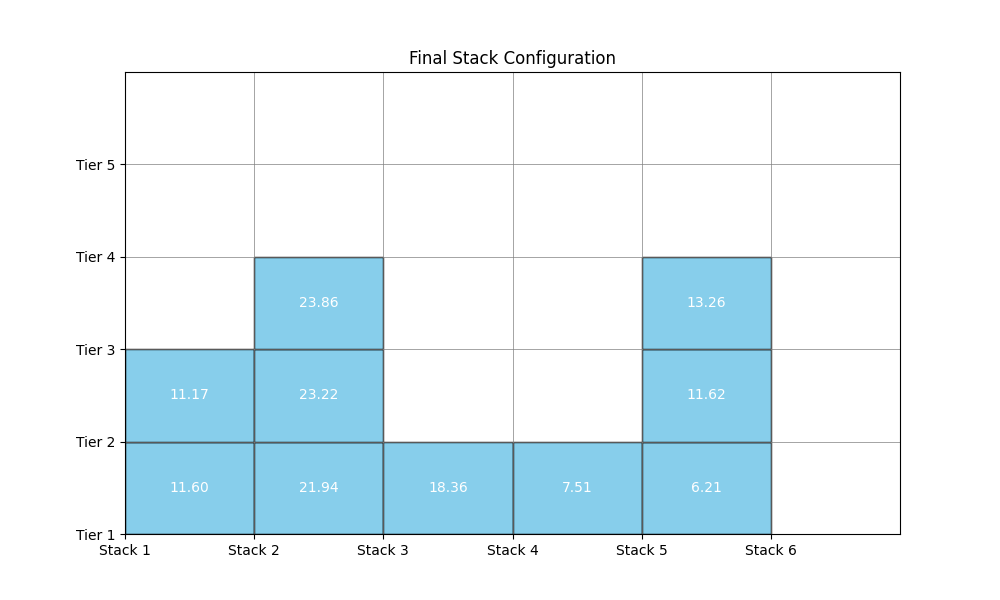 Final Stack Configuration
Tier 5
Tier 4
23.86 13.26
Tier 3
11.17 23.22 11.62
Tier 2
11.60 21.94 18.36 7.51 6.21
Tier 1
Stack 1 Stack 2 Stack 3 Stack 4 Stack 5 Stack 6